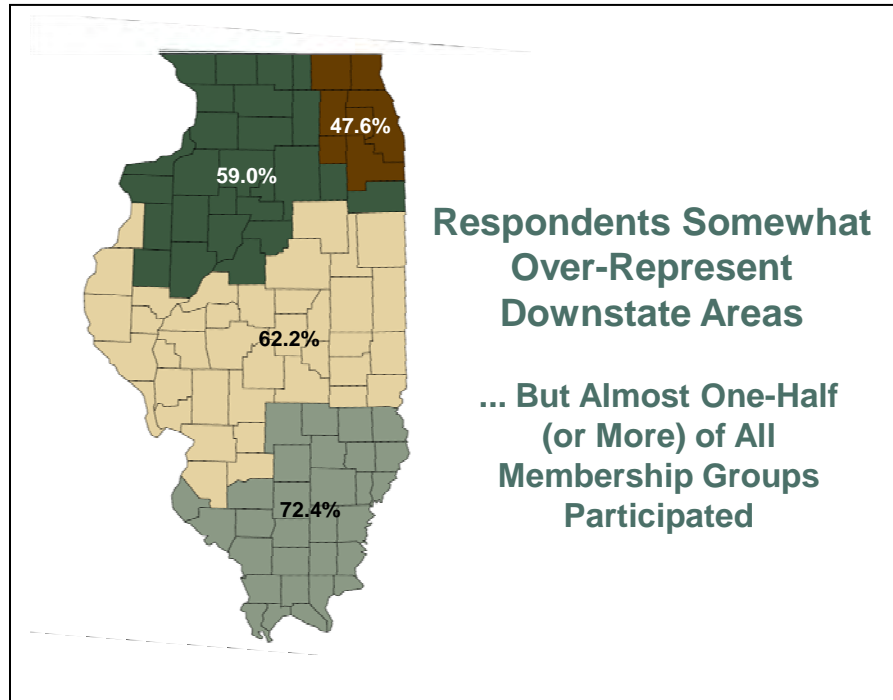 47.6%
59.0%
62.2%
72.4%
Respondents Somewhat
Over-Represent
Downstate Areas
... But Almost One-Half
(or More) of All
Membership Groups
Participated